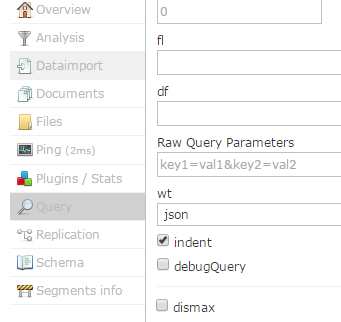 Overview
Analysis
Dataimport
Documents
Files
Ping (2ms)
Plugins / Stats
Query
Replication
Schema
Segments info
0
fl
df
Raw Query Parameters
key1=val1&key2=val2
wt
json
indent
debugQuery
dismax